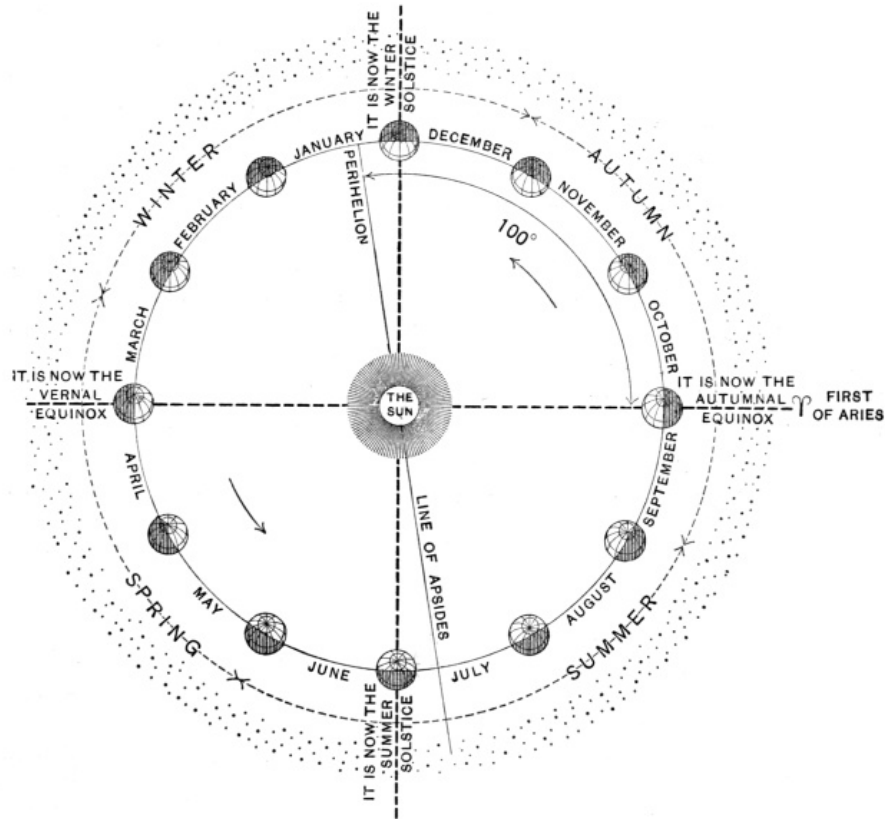 IT IS NOW THE
WINTER
SOLSTICE
JANUARY
DECEMBER
WINTER
AUTUMN
PERIHELION
FEBRUARY
NOVEMBER
100°
MARCH
OCTOBER
IT IS NOW THE
VERNAL
EQUINOX
THE
SUN
IT IS NOW THE
AUTUMNAL
EQUINOX
♈ FIRST
OF ARIES
APRIL
SEPTEMBER
LINE OF APSIDES
MAY
AUGUST
SPRING
SUMMER
JUNE
JULY
IT IS NOW THE
SUMMER
SOLSTICE